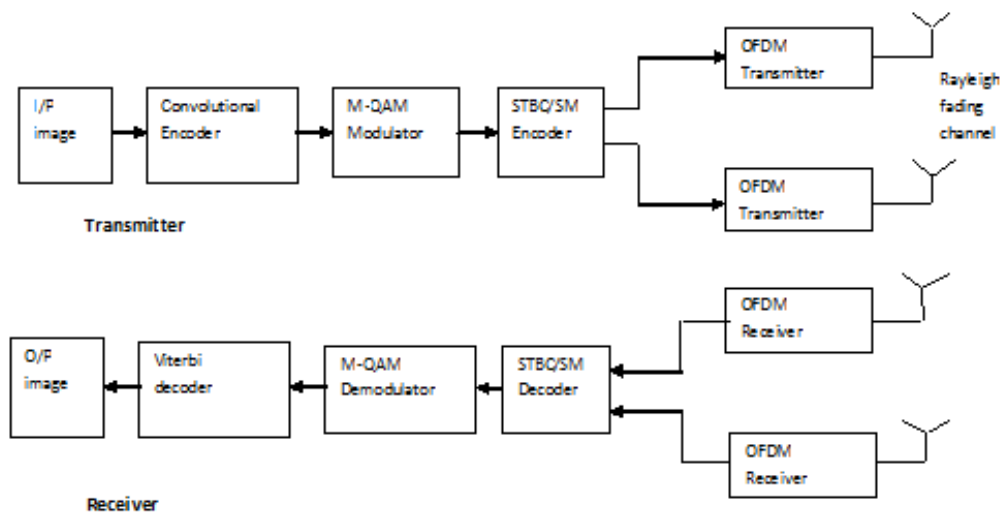 I/P
image
Convolutional
Encoder
M-QAM
Modulator
STBC/SM
Encoder
OFDM
Transmitter
Rayleigh
fading
channel
OFDM
Transmitter
Transmitter
O/P
image
Viterbi
decoder
M-QAM
Demodulator
STBC/SM
Decoder
OFDM
Receiver
OFDM
Receiver
Receiver